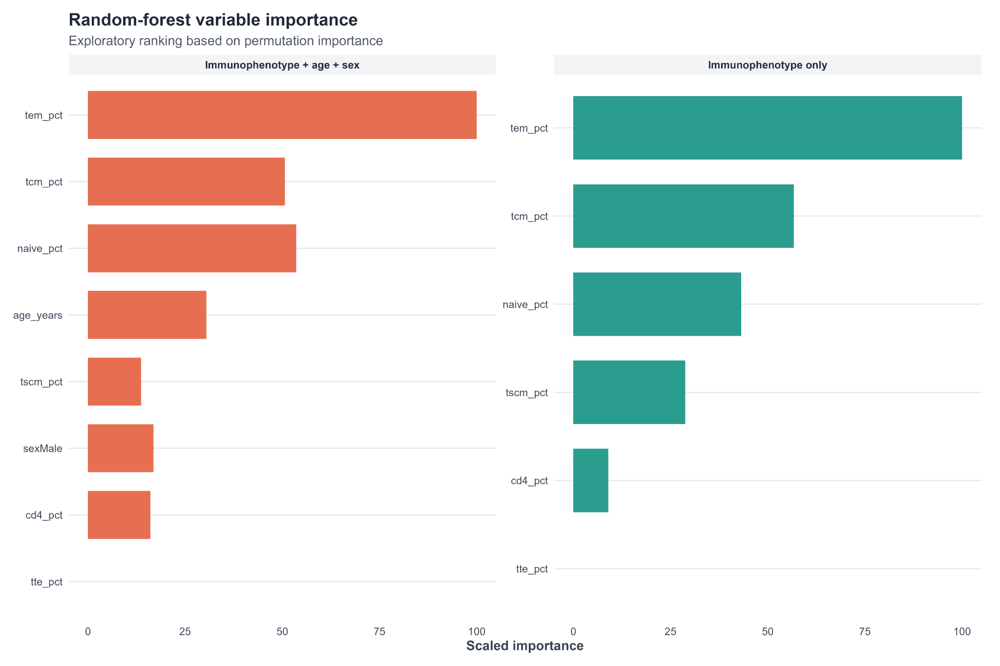 Random-forest variable importance
Exploratory ranking based on permutation importance
Immunophenotype + age + sex
tem_pct
tcm_pct
naive_pct
age_years
tscm_pct
sexMale
cd4_pct
tte_pct
0 25 50 75 100
Immunophenotype only
tem_pct
tcm_pct
naive_pct
tscm_pct
cd4_pct
tte_pct
0 25 50 75 100
Scaled importance